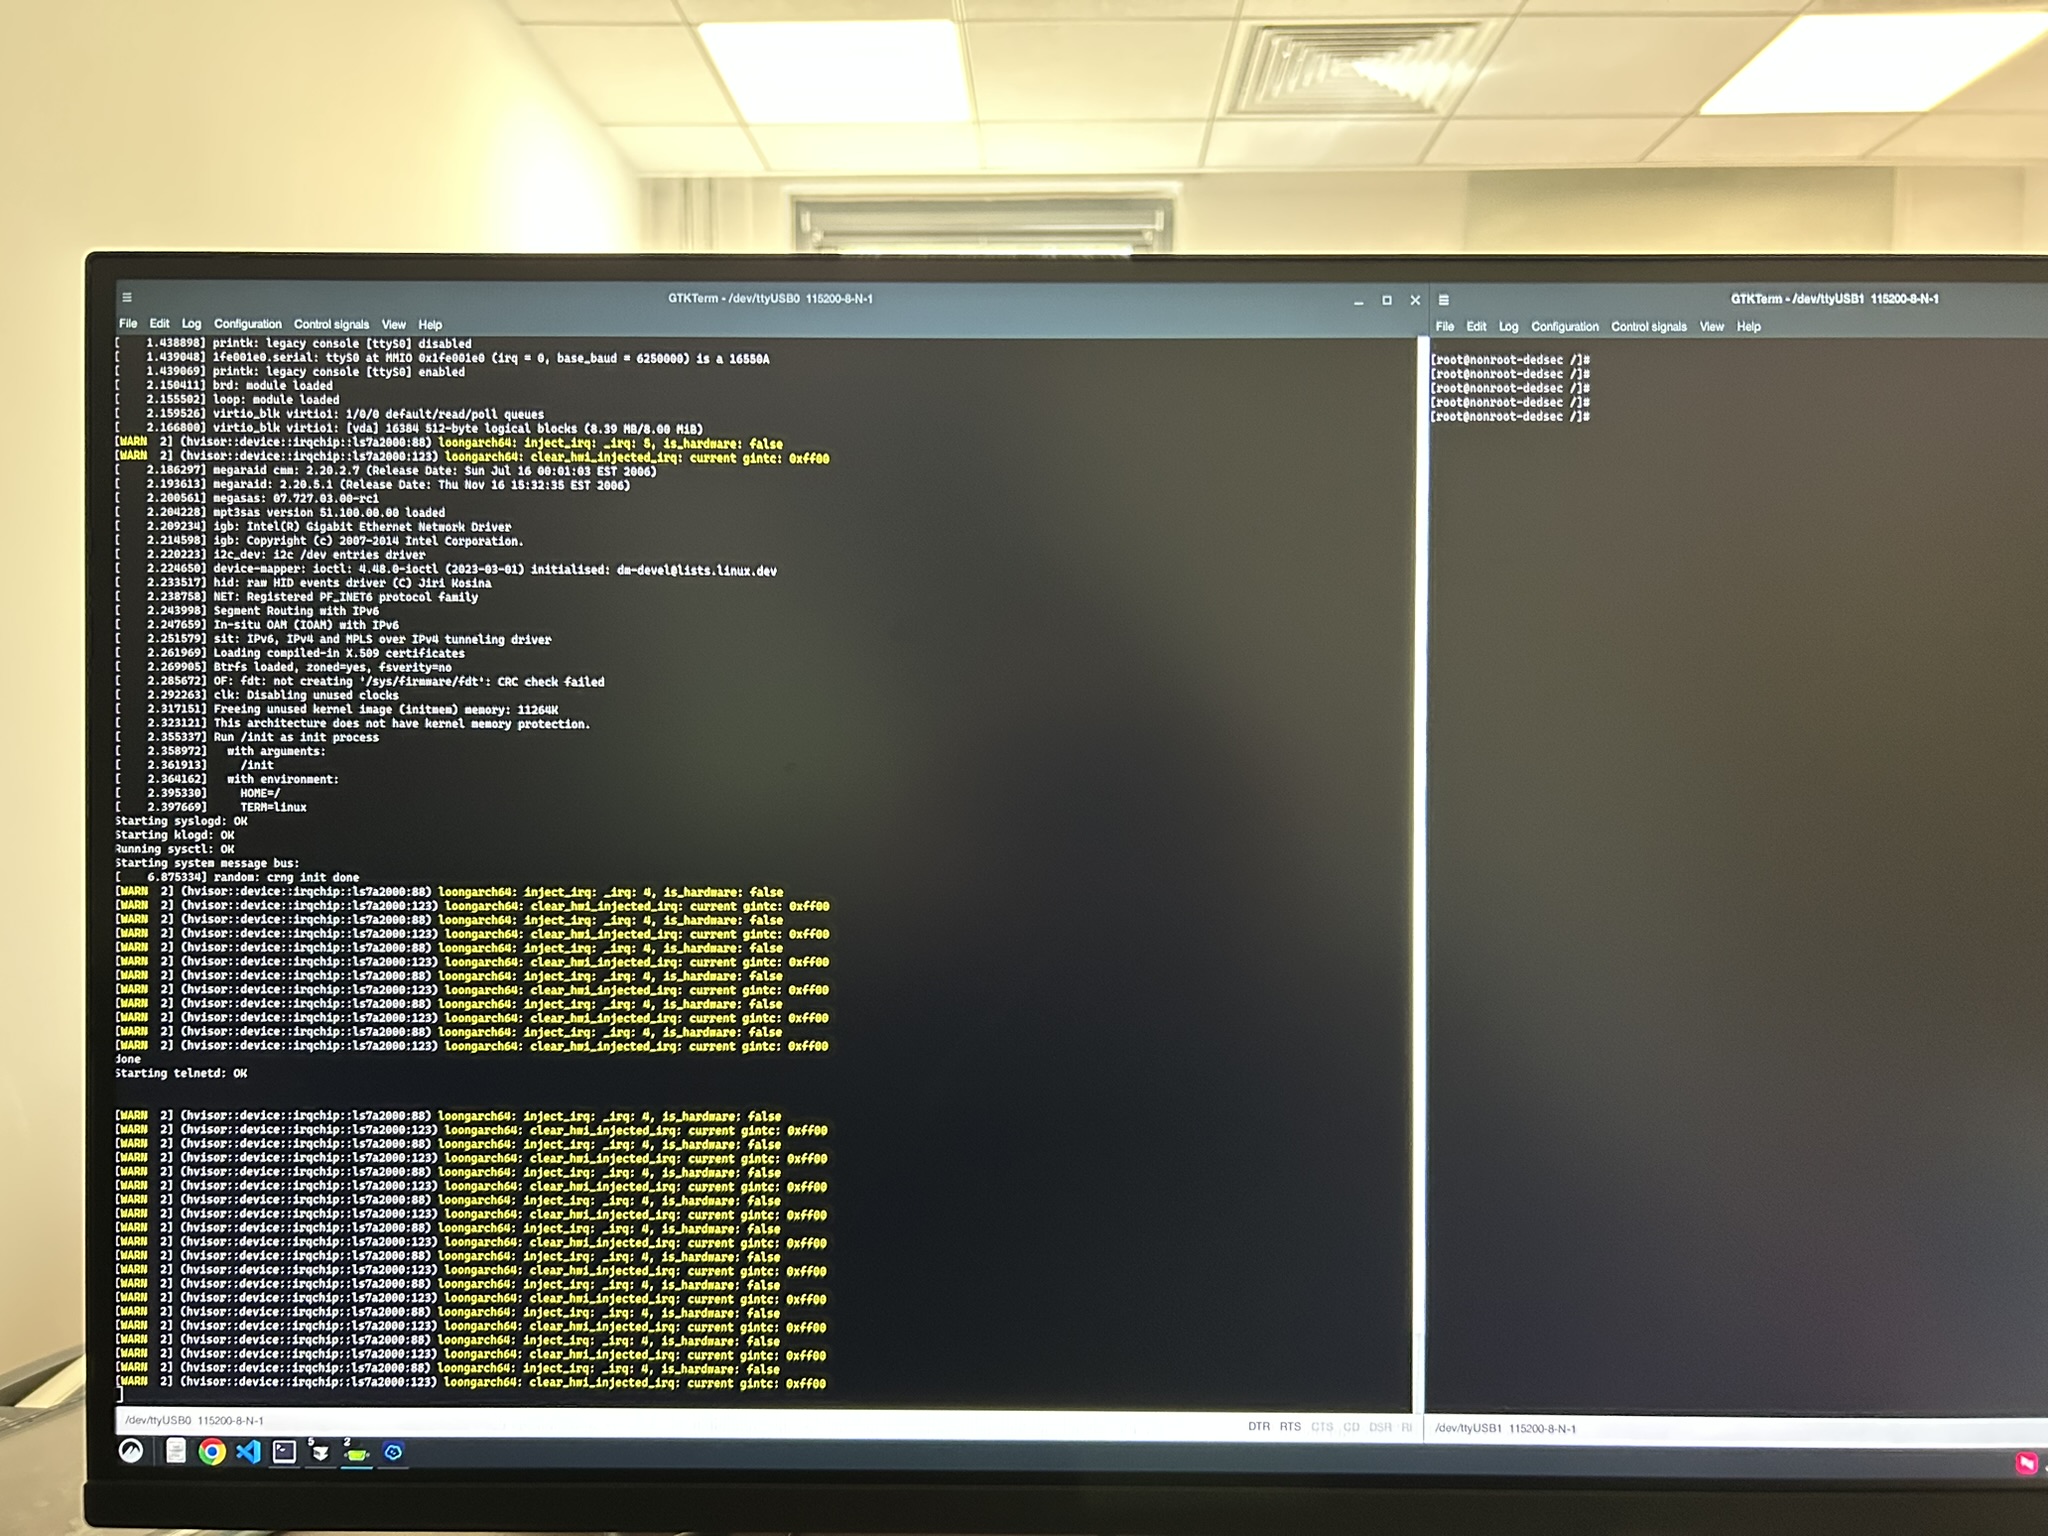 GTKTerm - /dev/ttyUSB0 115200-8-N-1
File Edit Log Configuration Control signals View Help
[ 1.438898] printk: legacy console [ttyS0] disabled
[ 1.439048] 1fe001e0.serial: ttyS0 at MMIO 0x1fe001e0 (irq = 0, base_baud = 6250000) is a 16550A
[ 1.439069] printk: legacy console [ttyS0] enabled
[ 2.150411] brd: module loaded
[ 2.155502] loop: module loaded
[ 2.159526] virtio_blk virtio1: 1/0/0 default/read/poll queues
[ 2.166800] virtio_blk virtio1: [vda] 16384 512-byte logical blocks (8.39 MB/8.00 MiB)
[WARN 2] (hvisor::device::irqchip::ls7a2000:88) loongarch64: inject_irq: _irq: 5, is_hardware: false
[WARN 2] (hvisor::device::irqchip::ls7a2000:123) loongarch64: clear_hwi_injected_irq: current gintc: 0xff00
[ 2.186297] megaraid cmm: 2.20.2.7 (Release Date: Sun Jul 16 00:01:03 EST 2006)
[ 2.193613] megaraid: 2.20.5.1 (Release Date: Thu Nov 16 15:32:35 EST 2006)
[ 2.200561] megasas: 07.727.03.00-rc1
[ 2.204228] mpt3sas version 51.100.00.00 loaded
[ 2.209234] igb: Intel(R) Gigabit Ethernet Network Driver
[ 2.214598] igb: Copyright (c) 2007-2014 Intel Corporation.
[ 2.220223] i2c_dev: i2c /dev entries driver
[ 2.224650] device-mapper: ioctl: 4.48.0-ioctl (2023-03-01) initialised: dm-devel@lists.linux.dev
[ 2.233517] hid: raw HID events driver (C) Jiri Kosina
[ 2.238758] NET: Registered PF_INET6 protocol family
[ 2.243998] Segment Routing with IPv6
[ 2.247659] In-situ OAM (IOAM) with IPv6
[ 2.251579] sit: IPv6, IPv4 and MPLS over IPv4 tunneling driver
[ 2.261969] Loading compiled-in X.509 certificates
[ 2.269905] Btrfs loaded, zoned=yes, fsverity=no
[ 2.285672] OF: fdt: not creating '/sys/firmware/fdt': CRC check failed
[ 2.292263] clk: Disabling unused clocks
[ 2.317151] Freeing unused kernel image (initmem) memory: 11264K
[ 2.323121] This architecture does not have kernel memory protection.
[ 2.355337] Run /init as init process
[ 2.358972] with arguments:
[ 2.361913] /init
[ 2.364162] with environment:
[ 2.395330] HOME=/
[ 2.397669] TERM=linux
Starting syslogd: OK
Starting klogd: OK
Running sysctl: OK
Starting system message bus:
[ 6.875334] random: crng init done
[WARN 2] (hvisor::device::irqchip::ls7a2000:88) loongarch64: inject_irq: _irq: 4, is_hardware: false
[WARN 2] (hvisor::device::irqchip::ls7a2000:123) loongarch64: clear_hwi_injected_irq: current gintc: 0xff00
[WARN 2] (hvisor::device::irqchip::ls7a2000:88) loongarch64: inject_irq: _irq: 4, is_hardware: false
[WARN 2] (hvisor::device::irqchip::ls7a2000:123) loongarch64: clear_hwi_injected_irq: current gintc: 0xff00
[WARN 2] (hvisor::device::irqchip::ls7a2000:88) loongarch64: inject_irq: _irq: 4, is_hardware: false
[WARN 2] (hvisor::device::irqchip::ls7a2000:123) loongarch64: clear_hwi_injected_irq: current gintc: 0xff00
[WARN 2] (hvisor::device::irqchip::ls7a2000:88) loongarch64: inject_irq: _irq: 4, is_hardware: false
[WARN 2] (hvisor::device::irqchip::ls7a2000:123) loongarch64: clear_hwi_injected_irq: current gintc: 0xff00
[WARN 2] (hvisor::device::irqchip::ls7a2000:88) loongarch64: inject_irq: _irq: 4, is_hardware: false
[WARN 2] (hvisor::device::irqchip::ls7a2000:123) loongarch64: clear_hwi_injected_irq: current gintc: 0xff00
[WARN 2] (hvisor::device::irqchip::ls7a2000:88) loongarch64: inject_irq: _irq: 4, is_hardware: false
[WARN 2] (hvisor::device::irqchip::ls7a2000:123) loongarch64: clear_hwi_injected_irq: current gintc: 0xff00
done
Starting telnetd: OK
[WARN 2] (hvisor::device::irqchip::ls7a2000:88) loongarch64: inject_irq: _irq: 4, is_hardware: false
[WARN 2] (hvisor::device::irqchip::ls7a2000:123) loongarch64: clear_hwi_injected_irq: current gintc: 0xff00
[WARN 2] (hvisor::device::irqchip::ls7a2000:88) loongarch64: inject_irq: _irq: 4, is_hardware: false
[WARN 2] (hvisor::device::irqchip::ls7a2000:123) loongarch64: clear_hwi_injected_irq: current gintc: 0xff00
[WARN 2] (hvisor::device::irqchip::ls7a2000:88) loongarch64: inject_irq: _irq: 4, is_hardware: false
[WARN 2] (hvisor::device::irqchip::ls7a2000:123) loongarch64: clear_hwi_injected_irq: current gintc: 0xff00
[WARN 2] (hvisor::device::irqchip::ls7a2000:88) loongarch64: inject_irq: _irq: 4, is_hardware: false
[WARN 2] (hvisor::device::irqchip::ls7a2000:123) loongarch64: clear_hwi_injected_irq: current gintc: 0xff00
[WARN 2] (hvisor::device::irqchip::ls7a2000:88) loongarch64: inject_irq: _irq: 4, is_hardware: false
[WARN 2] (hvisor::device::irqchip::ls7a2000:123) loongarch64: clear_hwi_injected_irq: current gintc: 0xff00
[WARN 2] (hvisor::device::irqchip::ls7a2000:88) loongarch64: inject_irq: _irq: 4, is_hardware: false
[WARN 2] (hvisor::device::irqchip::ls7a2000:123) loongarch64: clear_hwi_injected_irq: current gintc: 0xff00
[WARN 2] (hvisor::device::irqchip::ls7a2000:88) loongarch64: inject_irq: _irq: 4, is_hardware: false
[WARN 2] (hvisor::device::irqchip::ls7a2000:123) loongarch64: clear_hwi_injected_irq: current gintc: 0xff00
[WARN 2] (hvisor::device::irqchip::ls7a2000:88) loongarch64: inject_irq: _irq: 4, is_hardware: false
[WARN 2] (hvisor::device::irqchip::ls7a2000:123) loongarch64: clear_hwi_injected_irq: current gintc: 0xff00
[WARN 2] (hvisor::device::irqchip::ls7a2000:88) loongarch64: inject_irq: _irq: 4, is_hardware: false
[WARN 2] (hvisor::device::irqchip::ls7a2000:123) loongarch64: clear_hwi_injected_irq: current gintc: 0xff00
[WARN 2] (hvisor::device::irqchip::ls7a2000:88) loongarch64: inject_irq: _irq: 4, is_hardware: false
[WARN 2] (hvisor::device::irqchip::ls7a2000:123) loongarch64: clear_hwi_injected_irq: current gintc: 0xff00
/dev/ttyUSB0 115200-8-N-1
DTR RTS CTS CD DSR RI
GTKTerm - /dev/ttyUSB1 115200-8-N-1
File Edit Log Configuration Control signals View Help
[root@nonroot-dedsec /]#
[root@nonroot-dedsec /]#
[root@nonroot-dedsec /]#
[root@nonroot-dedsec /]#
[root@nonroot-dedsec /]#
/dev/ttyUSB1 115200-8-N-1
5
2